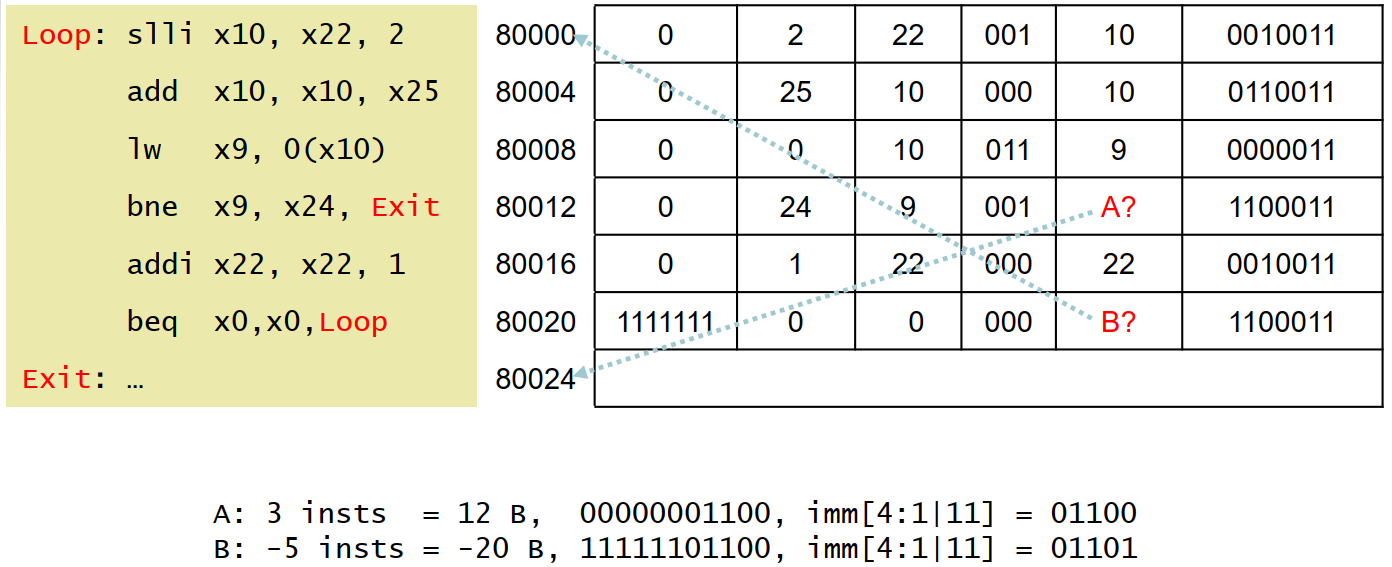 Loop: slli x10, x22, 2 80000 0 2 22 001 10 0010011
add x10, x10, x25 80004 0 25 10 000 10 0110011
lw x9, 0(x10) 80008 0 0 10 011 9 0000011
bne x9, x24, Exit 80012 0 24 9 001 A? 1100011
addi x22, x22, 1 80016 0 1 22 000 22 0010011
beq x0,x0,Loop 80020 1111111 0 0 000 B? 1100011
Exit: … 80024
A: 3 insts = 12 B, 00000001100, imm[4:1|11] = 01100
B: -5 insts = -20 B, 11111101100, imm[4:1|11] = 01101